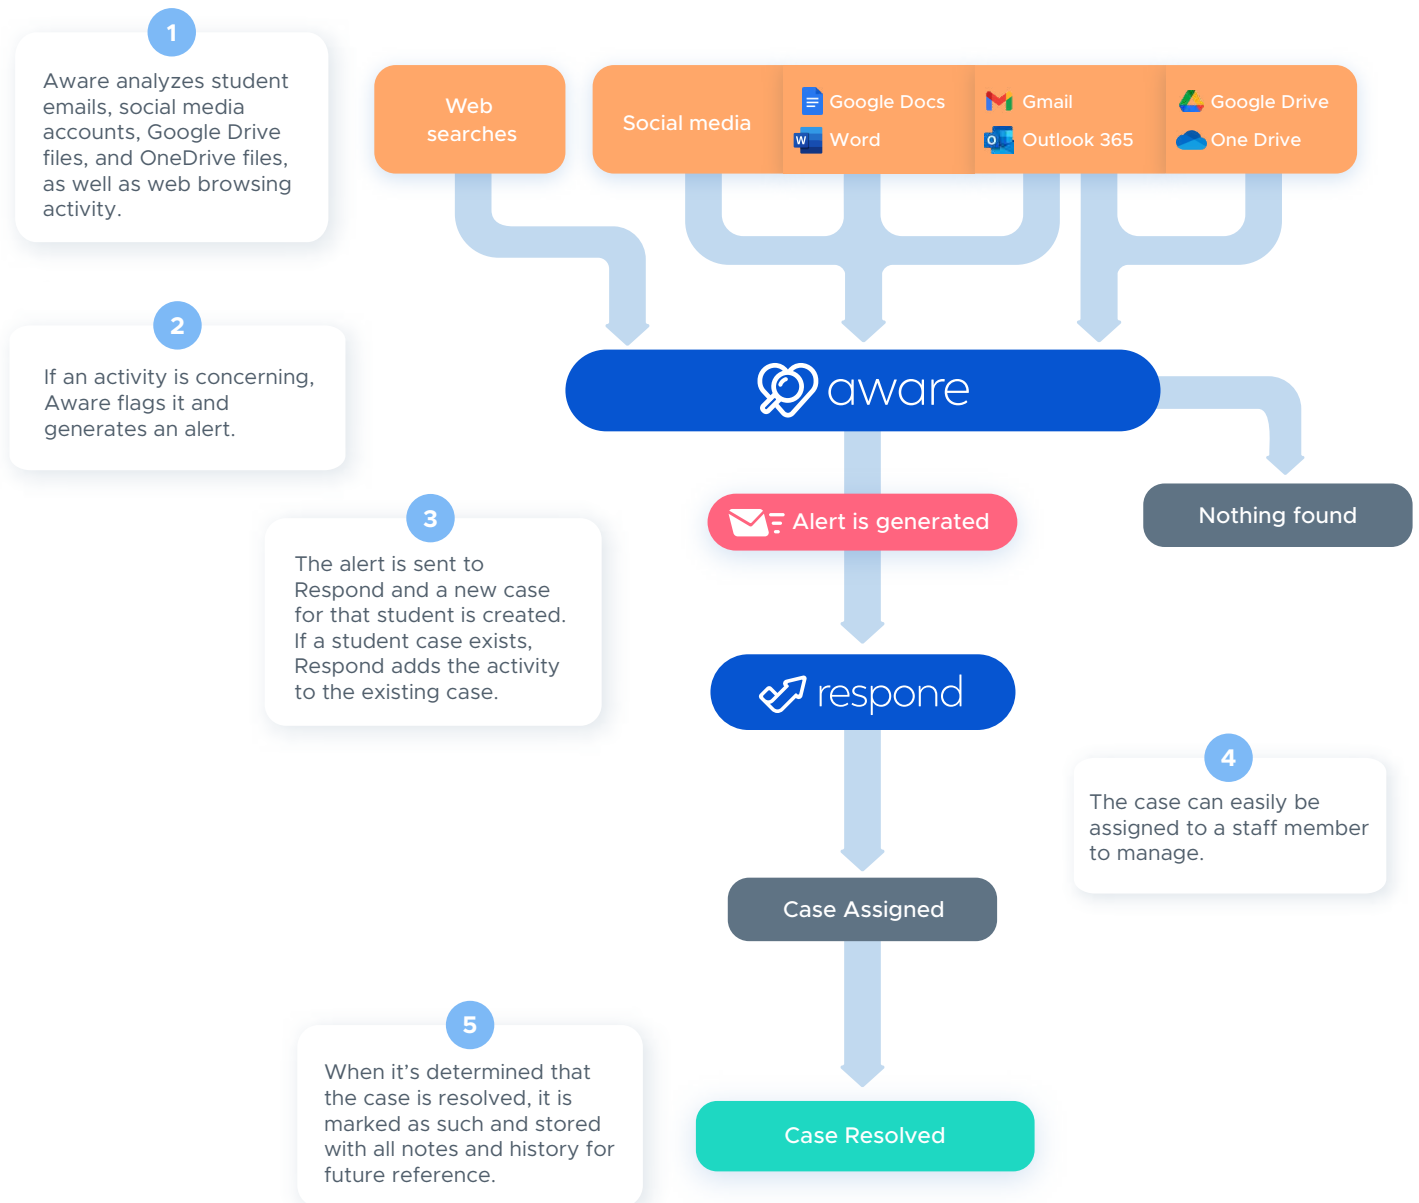 1
Aware analyzes student
emails, social media
accounts, Google Drive
files, and OneDrive files,
as well as web browsing
activity.
Web
searches
Social media
Google Docs
Word
Gmail
Outlook 365
Google Drive
One Drive
2
If an activity is concerning,
Aware flags it and
generates an alert.
aware
Nothing found
Alert is generated
3
The alert is sent to
Respond and a new case
for that student is created.
If a student case exists,
Respond adds the activity
to the existing case.
respond
4
The case can easily be
assigned to a staff member
to manage.
Case Assigned
5
When it’s determined that
the case is resolved, it is
marked as such and stored
with all notes and history for
future reference.
Case Resolved